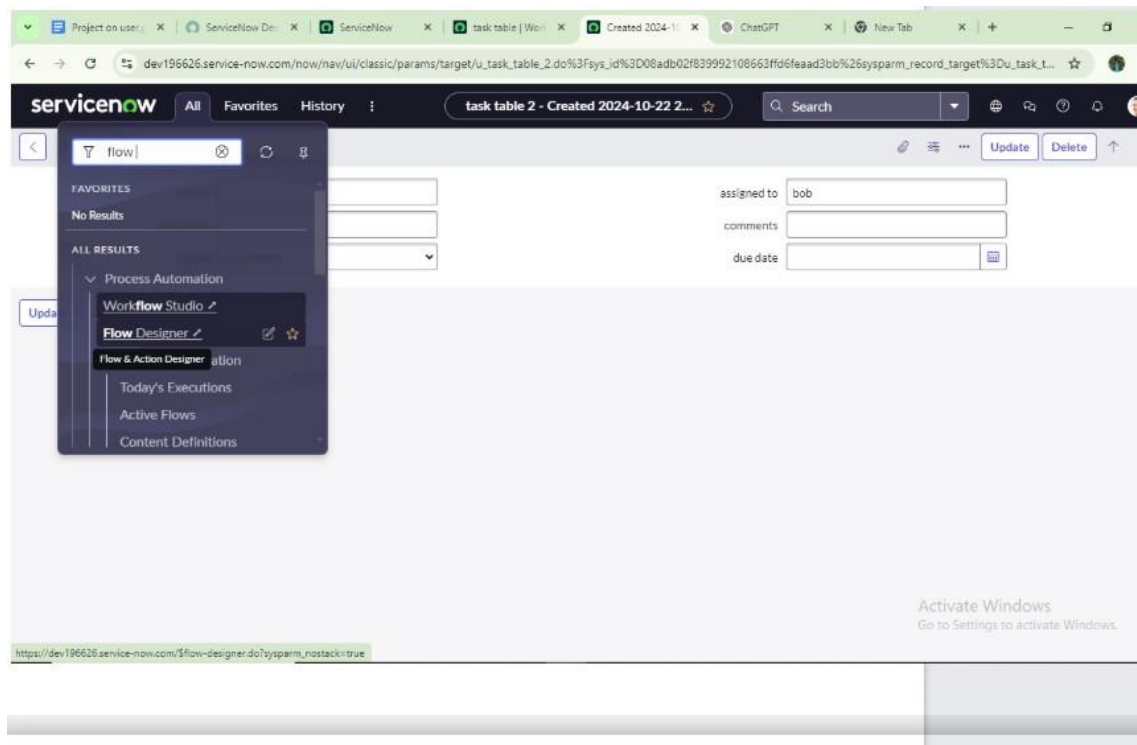 Project on user,
ServiceNow De
ServiceNow
task table | Wor
Created 2024-1
ChatGPT
New Tab
dev196626.service-now.com/now/nav/ui/classic/params/target/u_task_table_2.do%3Fsys_id%3D08adb02f839992108663ffd6feaad3bb%26sysparm_record_target%3Du_task_t...
servicenow All Favorites History
task table 2 - Created 2024-10-22 2...
Search
flow
Update Delete
FAVORITES
No Results
ALL RESULTS
Process Automation
Workflow Studio
Flow Designer
Flow & Action Designer
ation
Today's Executions
Active Flows
Content Definitions
assigned to bob
comments
due date
Upda
Activate Windows
Go to Settings to activate Windows.
https://dev196626.service-now.com/$flow-designer.do?sysparm_nostack=true